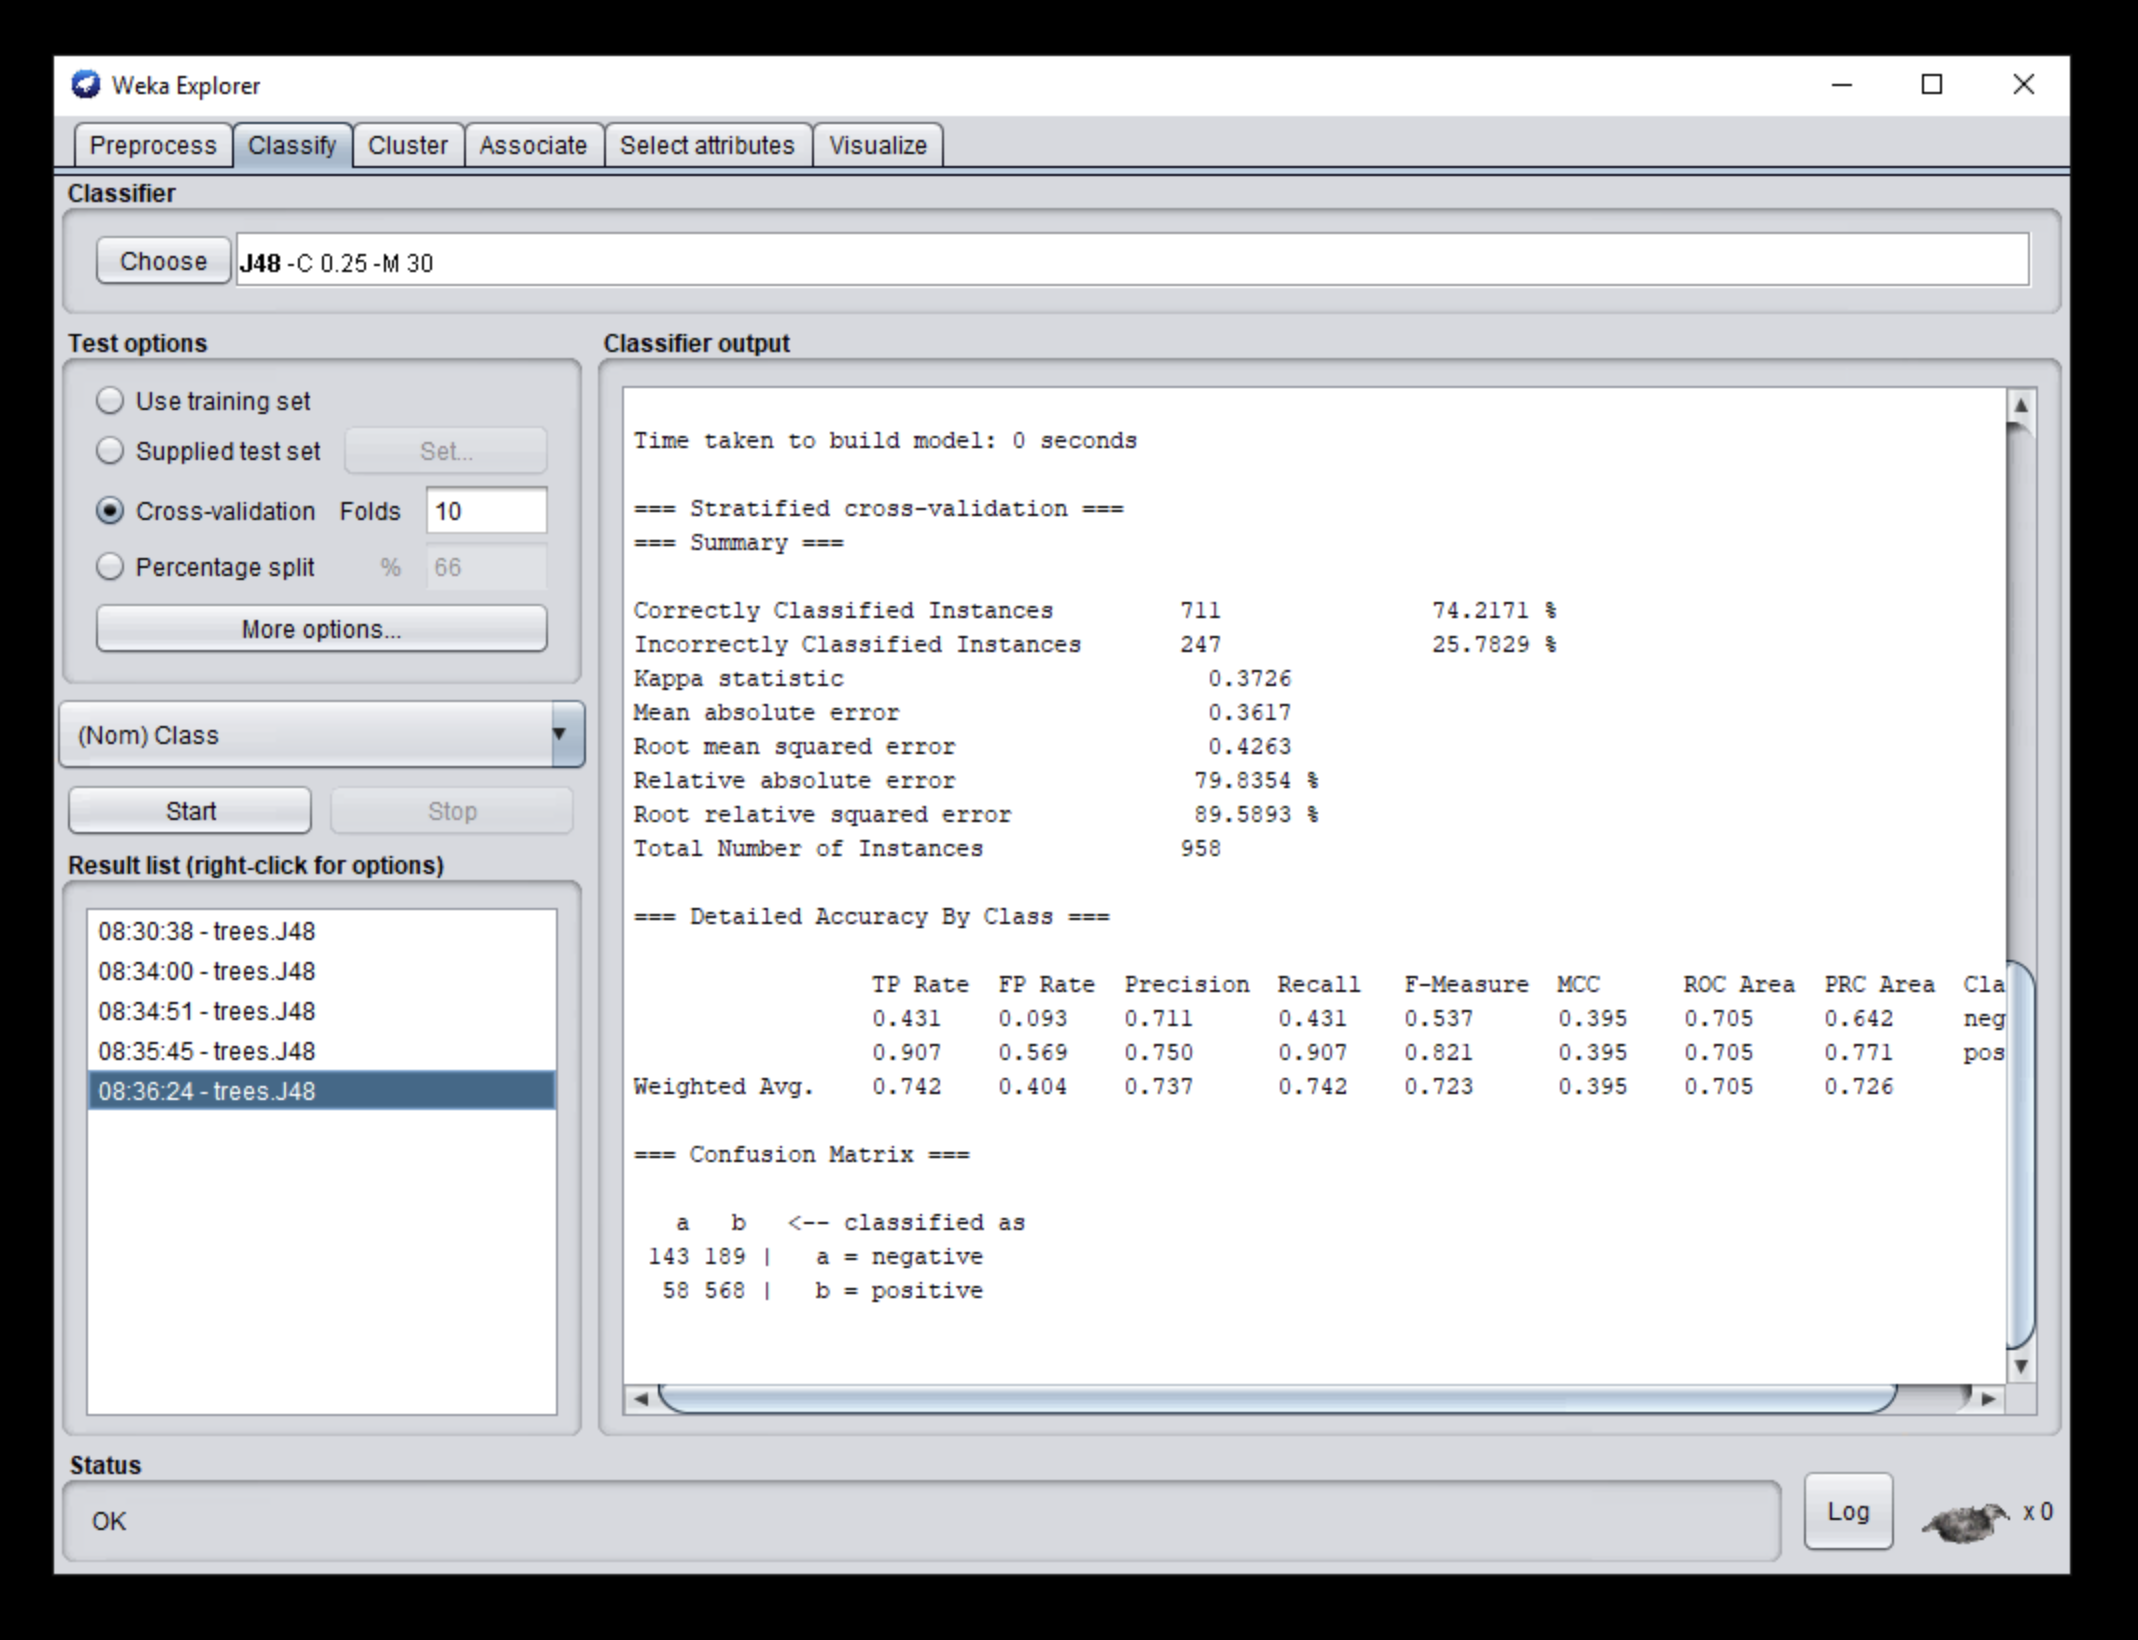 Weka Explorer
Preprocess Classify Cluster Associate Select attributes Visualize
Classifier
Choose J48 -C 0.25 -M 30
Test options
Use training set
Supplied test set Set...
Cross-validation Folds 10
Percentage split % 66
More options...
(Nom) Class
Start Stop
Result list (right-click for options)
08:30:38 - trees.J48
08:34:00 - trees.J48
08:34:51 - trees.J48
08:35:45 - trees.J48
08:36:24 - trees.J48
Classifier output
Time taken to build model: 0 seconds
=== Stratified cross-validation ===
=== Summary ===
Correctly Classified Instances 711 74.2171 %
Incorrectly Classified Instances 247 25.7829 %
Kappa statistic 0.3726
Mean absolute error 0.3617
Root mean squared error 0.4263
Relative absolute error 79.8354 %
Root relative squared error 89.5893 %
Total Number of Instances 958
=== Detailed Accuracy By Class ===
TP Rate FP Rate Precision Recall F-Measure MCC ROC Area PRC Area Cla
0.431 0.093 0.711 0.431 0.537 0.395 0.705 0.642 neg
0.907 0.569 0.750 0.907 0.821 0.395 0.705 0.771 pos
Weighted Avg. 0.742 0.404 0.737 0.742 0.723 0.395 0.705 0.726
=== Confusion Matrix ===
a b <-- classified as
143 189 | a = negative
58 568 | b = positive
Status
OK
Log x 0